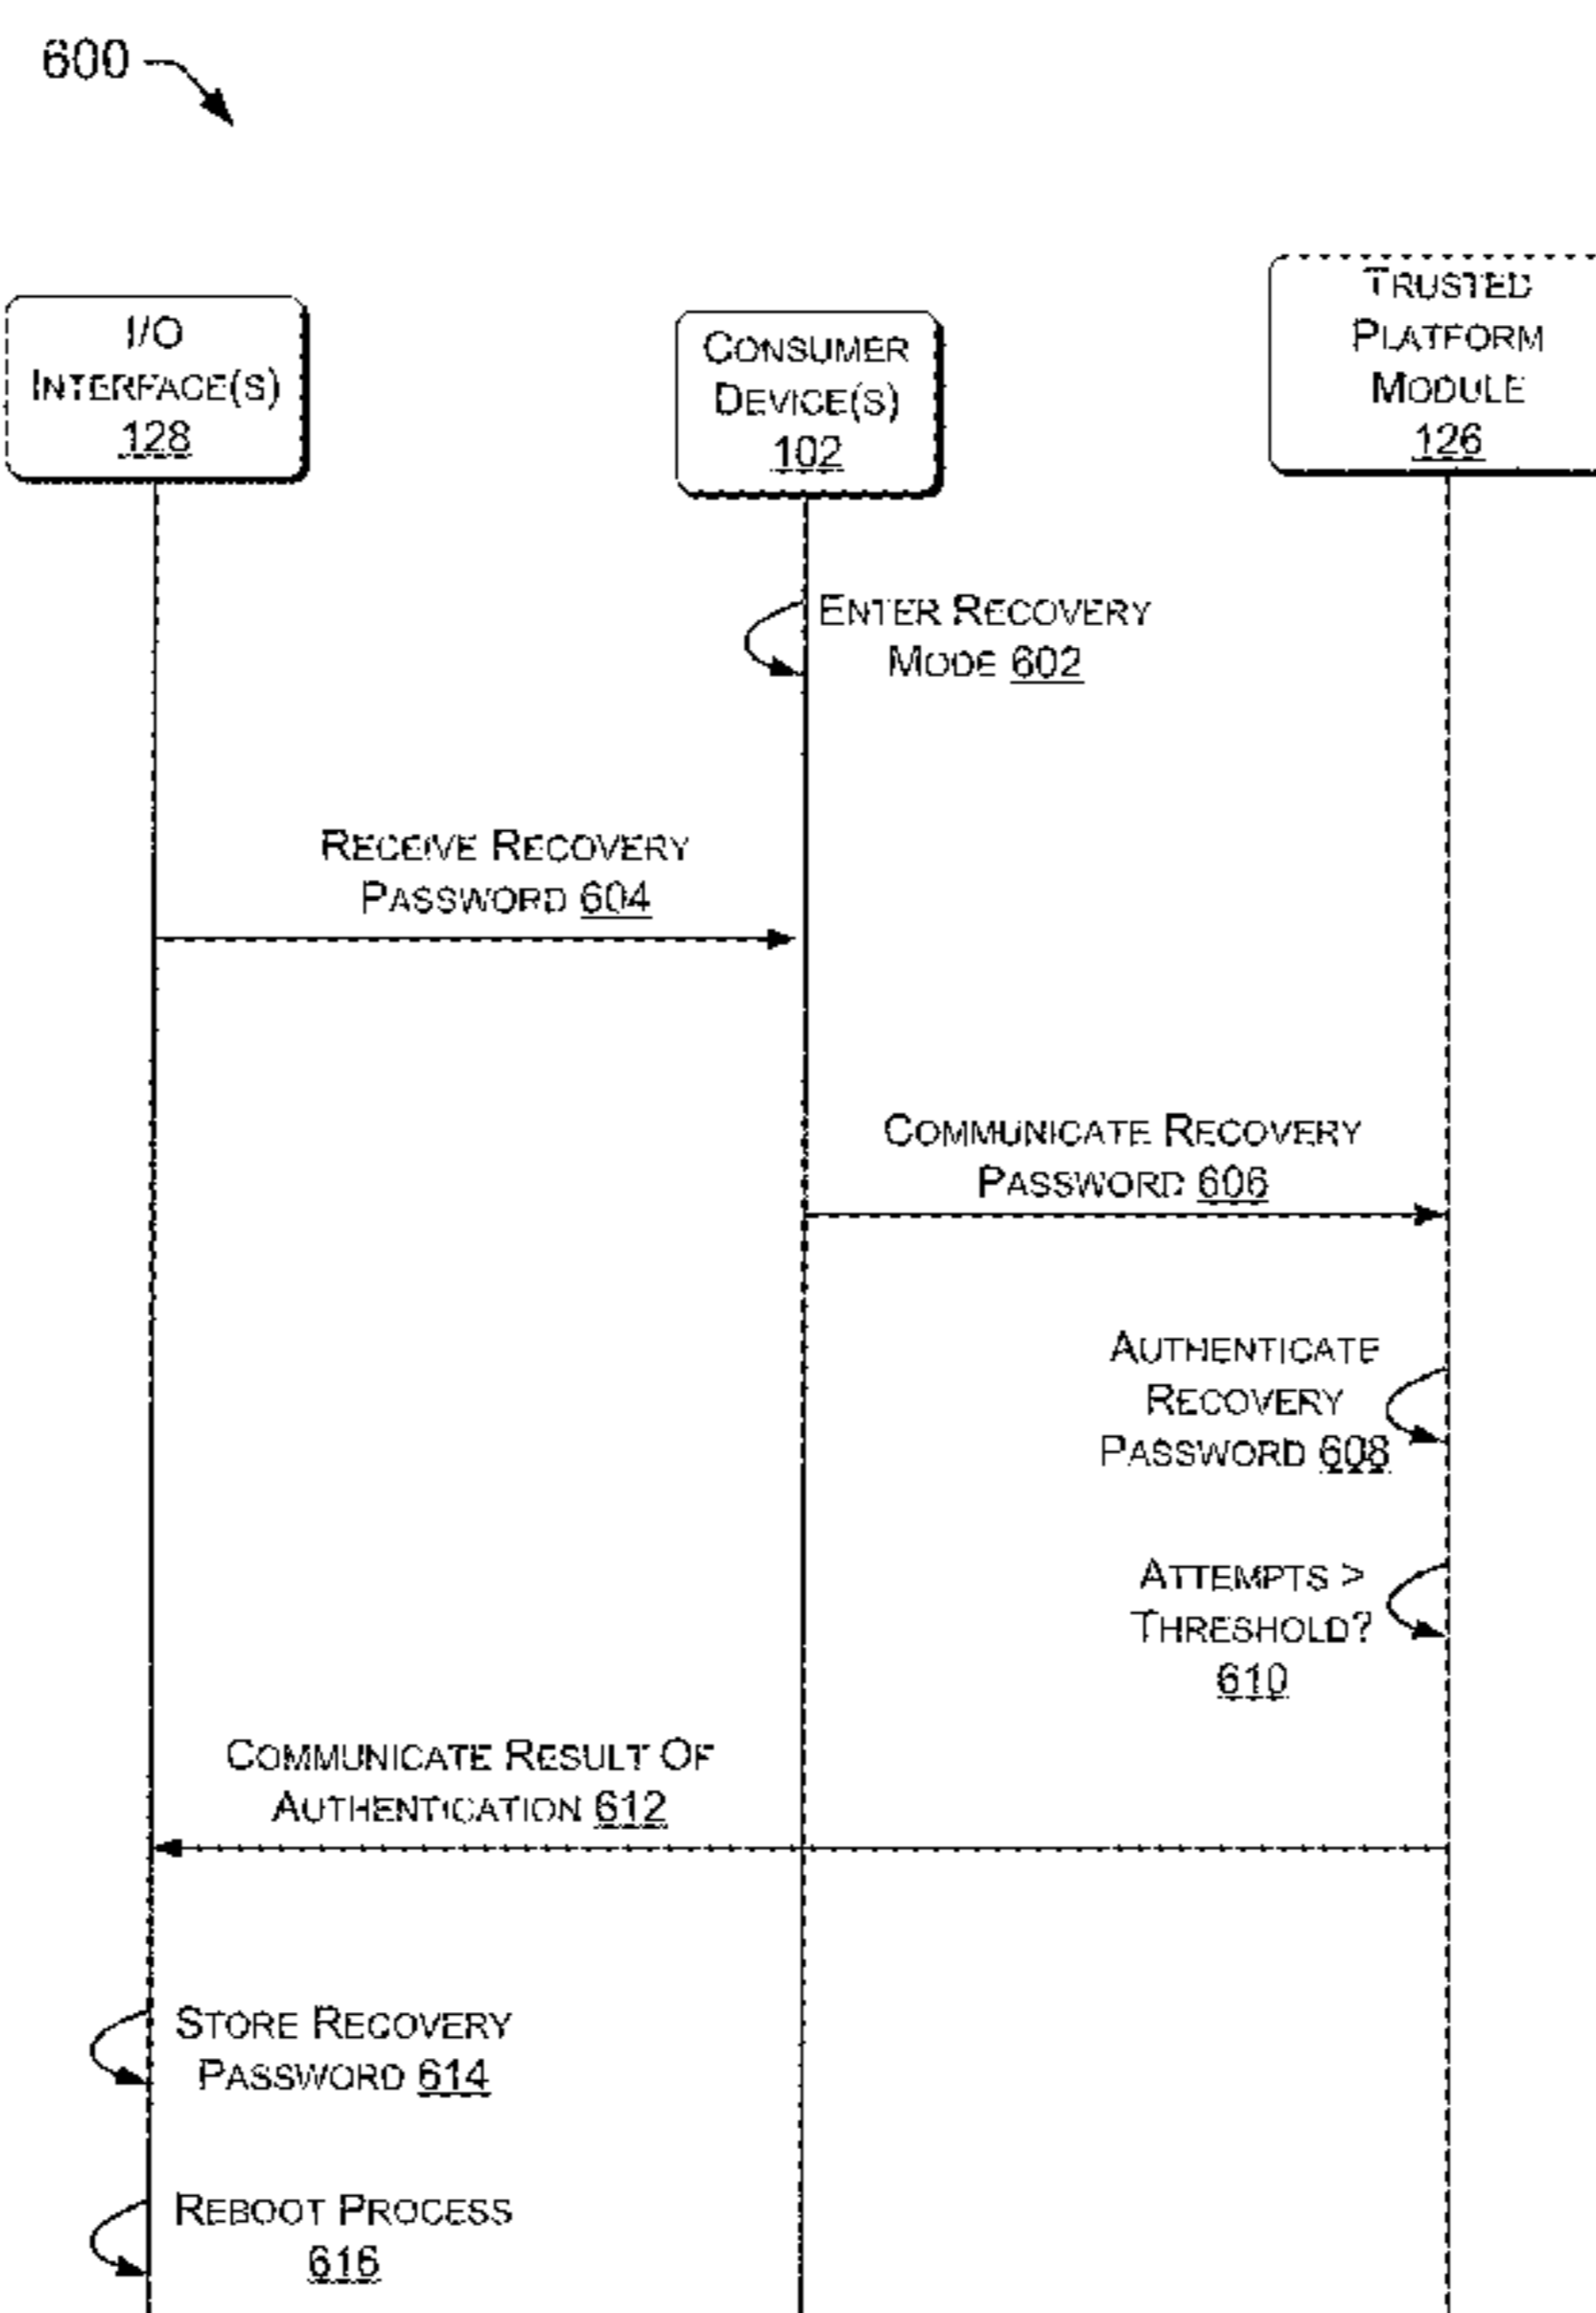 600
I/O
INTERFACE(S)
128
CONSUMER
DEVICE(S)
102
TRUSTED
PLATFORM
MODULE
126
ENTER RECOVERY
MODE 602
RECEIVE RECOVERY
PASSWORD 604
COMMUNICATE RECOVERY
PASSWORD 606
AUTHENTICATE
RECOVERY
PASSWORD 608
ATTEMPTS >
THRESHOLD?
610
COMMUNICATE RESULT OF
AUTHENTICATION 612
STORE RECOVERY
PASSWORD 614
REBOOT PROCESS
616